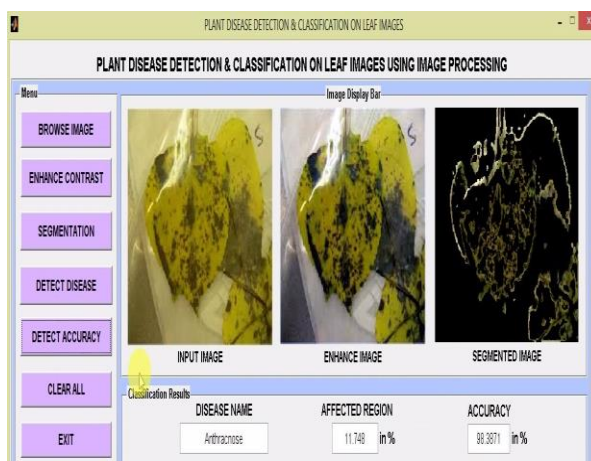 PLANT DISEASE DETECTION & CLASSIFICATION ON LEAF IMAGES
PLANT DISEASE DETECTION & CLASSIFICATION ON LEAF IMAGES USING IMAGE PROCESSING
Menu
BROWSE IMAGE
ENHANCE CONTRAST
SEGMENTATION
DETECT DISEASE
DETECT ACCURACY
CLEAR ALL
EXIT
Image Display Bar
INPUT IMAGE
ENHANCE IMAGE
SEGMENTED IMAGE
Classification Results
DISEASE NAME
AFFECTED REGION
ACCURACY
Anthracnose
11.748 in %
98.3871 in %